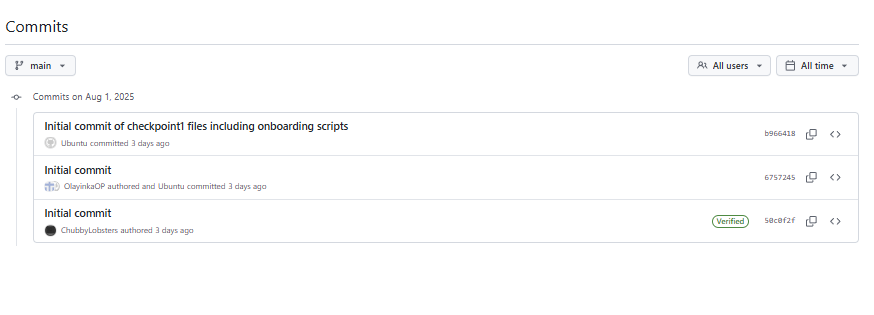 Commits
main
All users
All time
Commits on Aug 1, 2025
Initial commit of checkpoint1 files including onboarding scripts
Ubuntu committed 3 days ago
b966418
Initial commit
OlayinkaOP authored and Ubuntu committed 3 days ago
6757245
Initial commit
ChubbyLobsters authored 3 days ago
Verified
50c0f2f